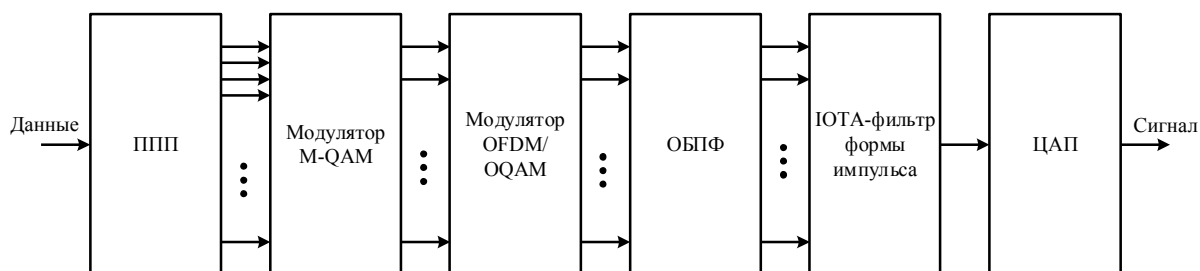 Данные
ППП
Модулятор
M-QAM
Модулятор
OFDM/
OQAM
ОБПФ
IOTA-фильтр
формы
импульса
ЦАП
Сигнал